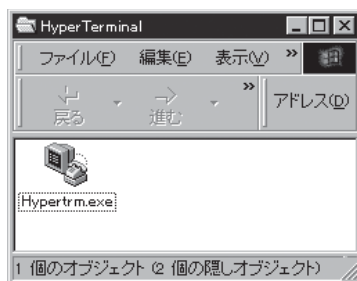 HyperTerminal
ファイル(F) 編集(E) 表示(V) »
戻る 進む » アドレス(D)
Hypertrm.exe
1 個のオブジェクト (2 個の隠しオブジェクト)